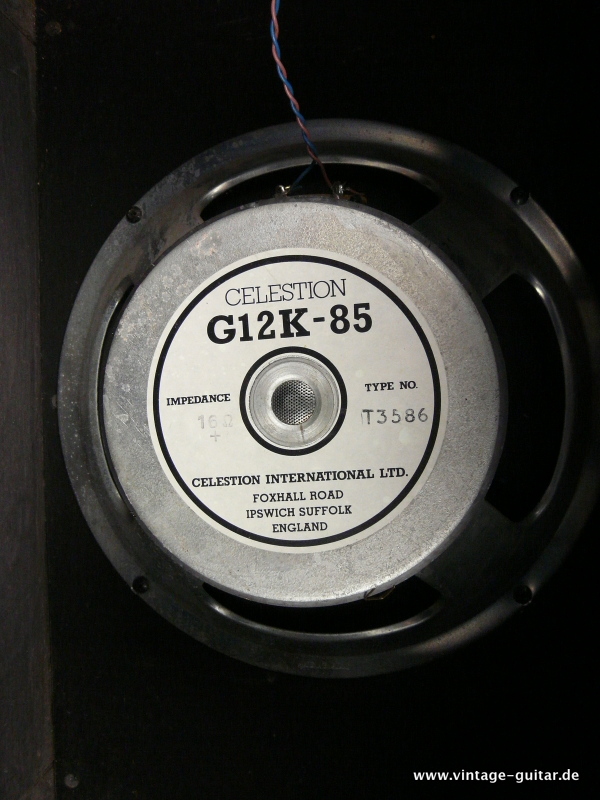 CELESTION
G12K-85
IMPEDANCE
16Ω
+
TYPE NO.
T3586
CELESTION INTERNATIONAL LTD.
FOXHALL ROAD
IPSWICH SUFFOLK
ENGLAND
www.vintage-guitar.de